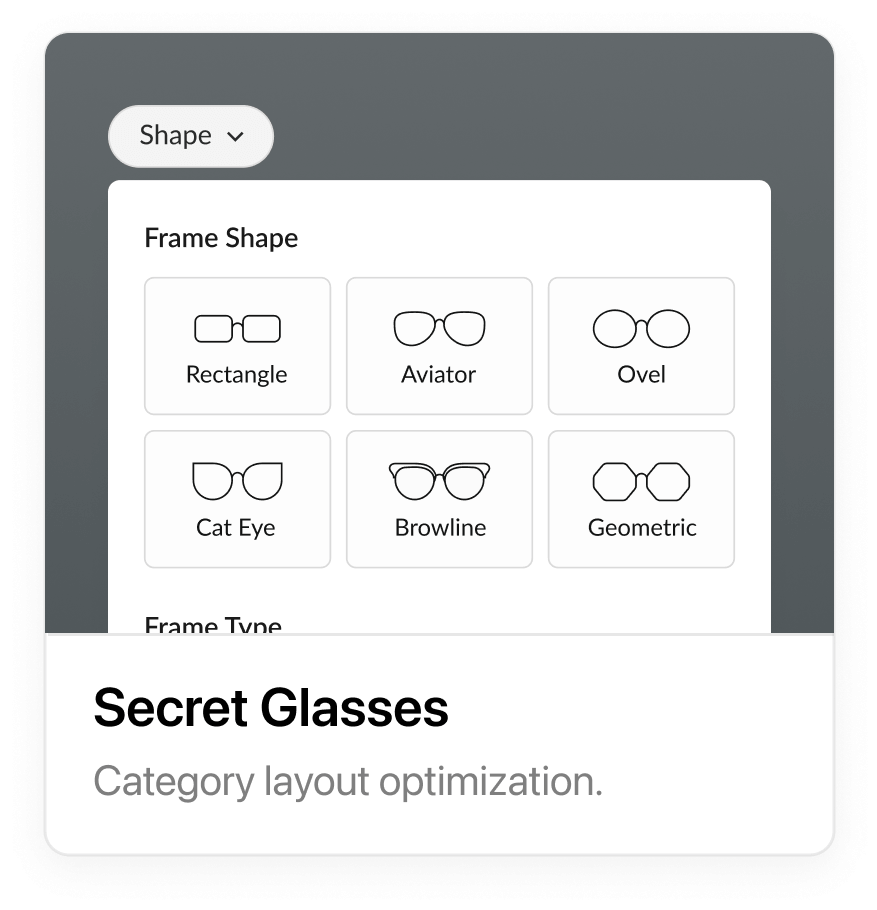 Shape
Frame Shape
Rectangle
Aviator
Ovel
Cat Eye
Browline
Geometric
Frame Type
Secret Glasses
Category layout optimization.